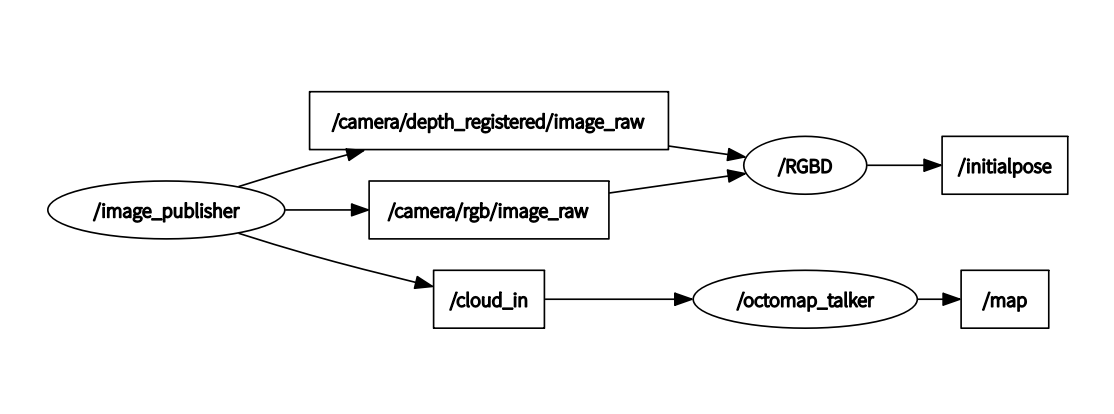 /camera/depth_registered/image_raw
/RGBD
/initialpose
/image_publisher
/camera/rgb/image_raw
/cloud_in
/octomap_talker
/map